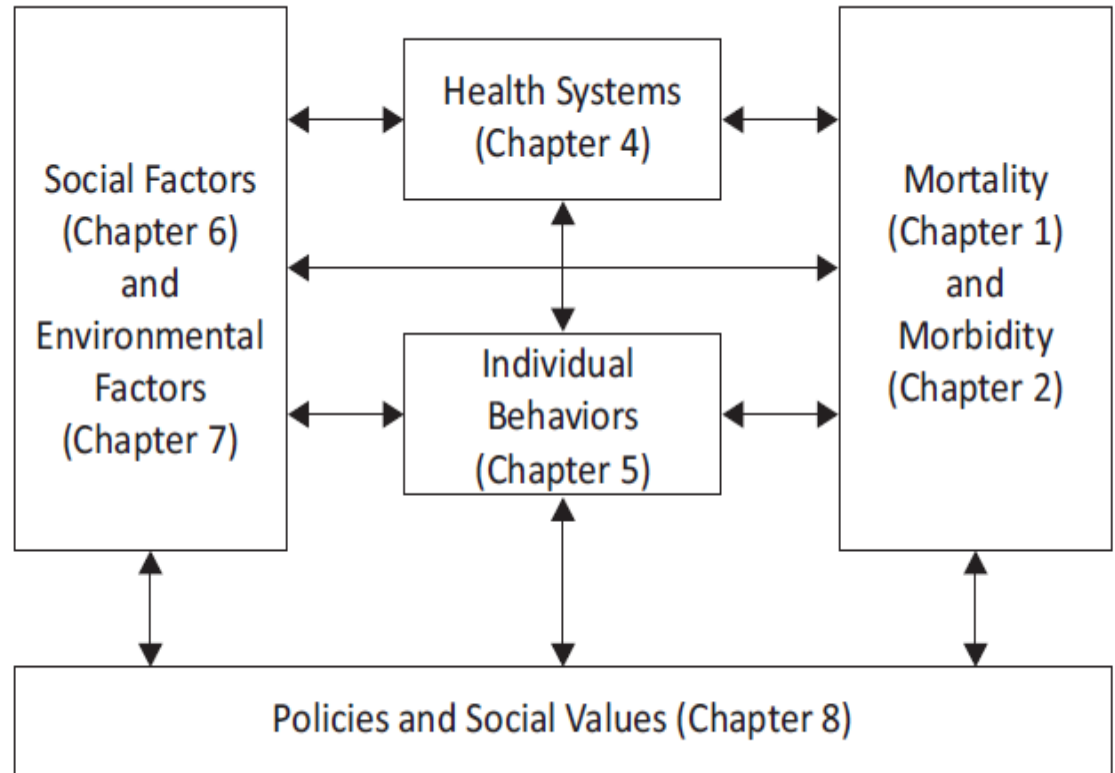 Social Factors
(Chapter 6)
and
Environmental
Factors
(Chapter 7)
Health Systems
(Chapter 4)
Individual
Behaviors
(Chapter 5)
Mortality
(Chapter 1)
and
Morbidity
(Chapter 2)
Policies and Social Values (Chapter 8)